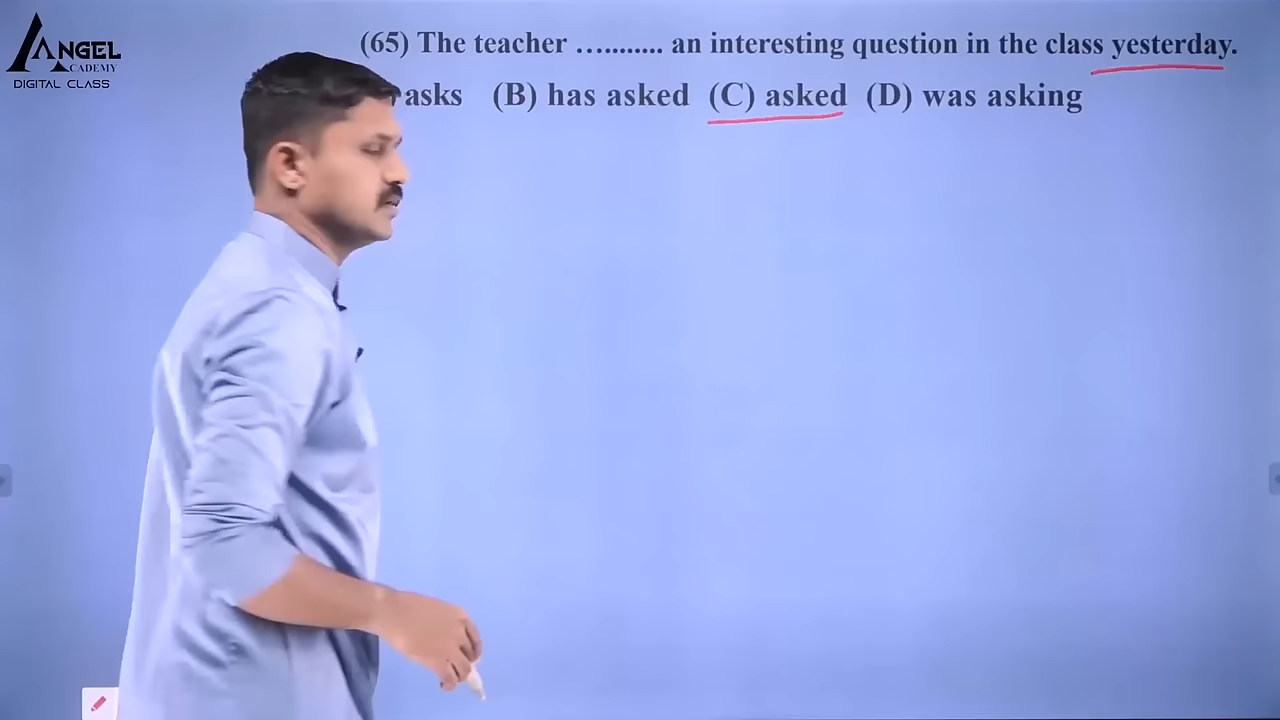 ANGEL
ACADEMY
DIGITAL CLASS
(65) The teacher …......... an interesting question in the class yesterday.
asks (B) has asked (C) asked (D) was asking